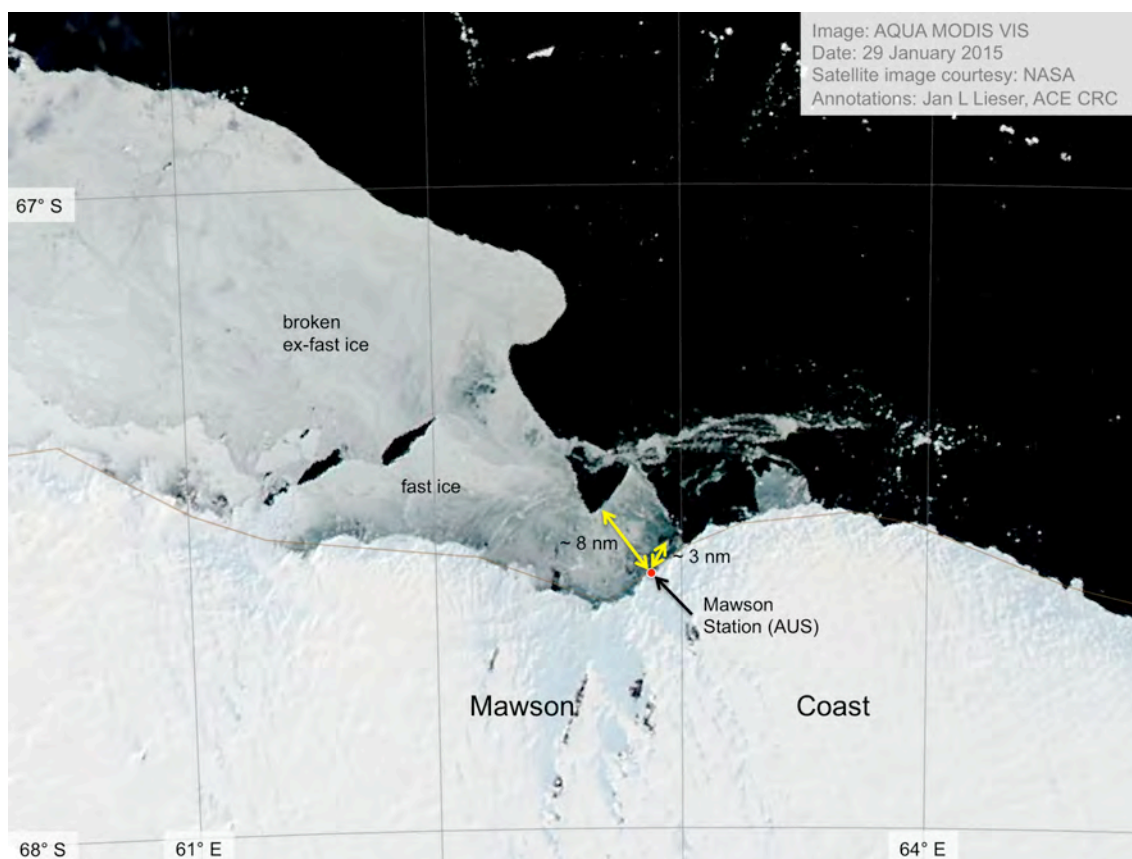 Image: AQUA MODIS VIS
Date: 29 January 2015
Satellite image courtesy: NASA
Annotations: Jan L Lieser, ACE CRC
67° S
broken
ex-fast ice
fast ice
~ 8 nm
~ 3 nm
Mawson
Station (AUS)
Mawson
Coast
68° S
61° E
64° E